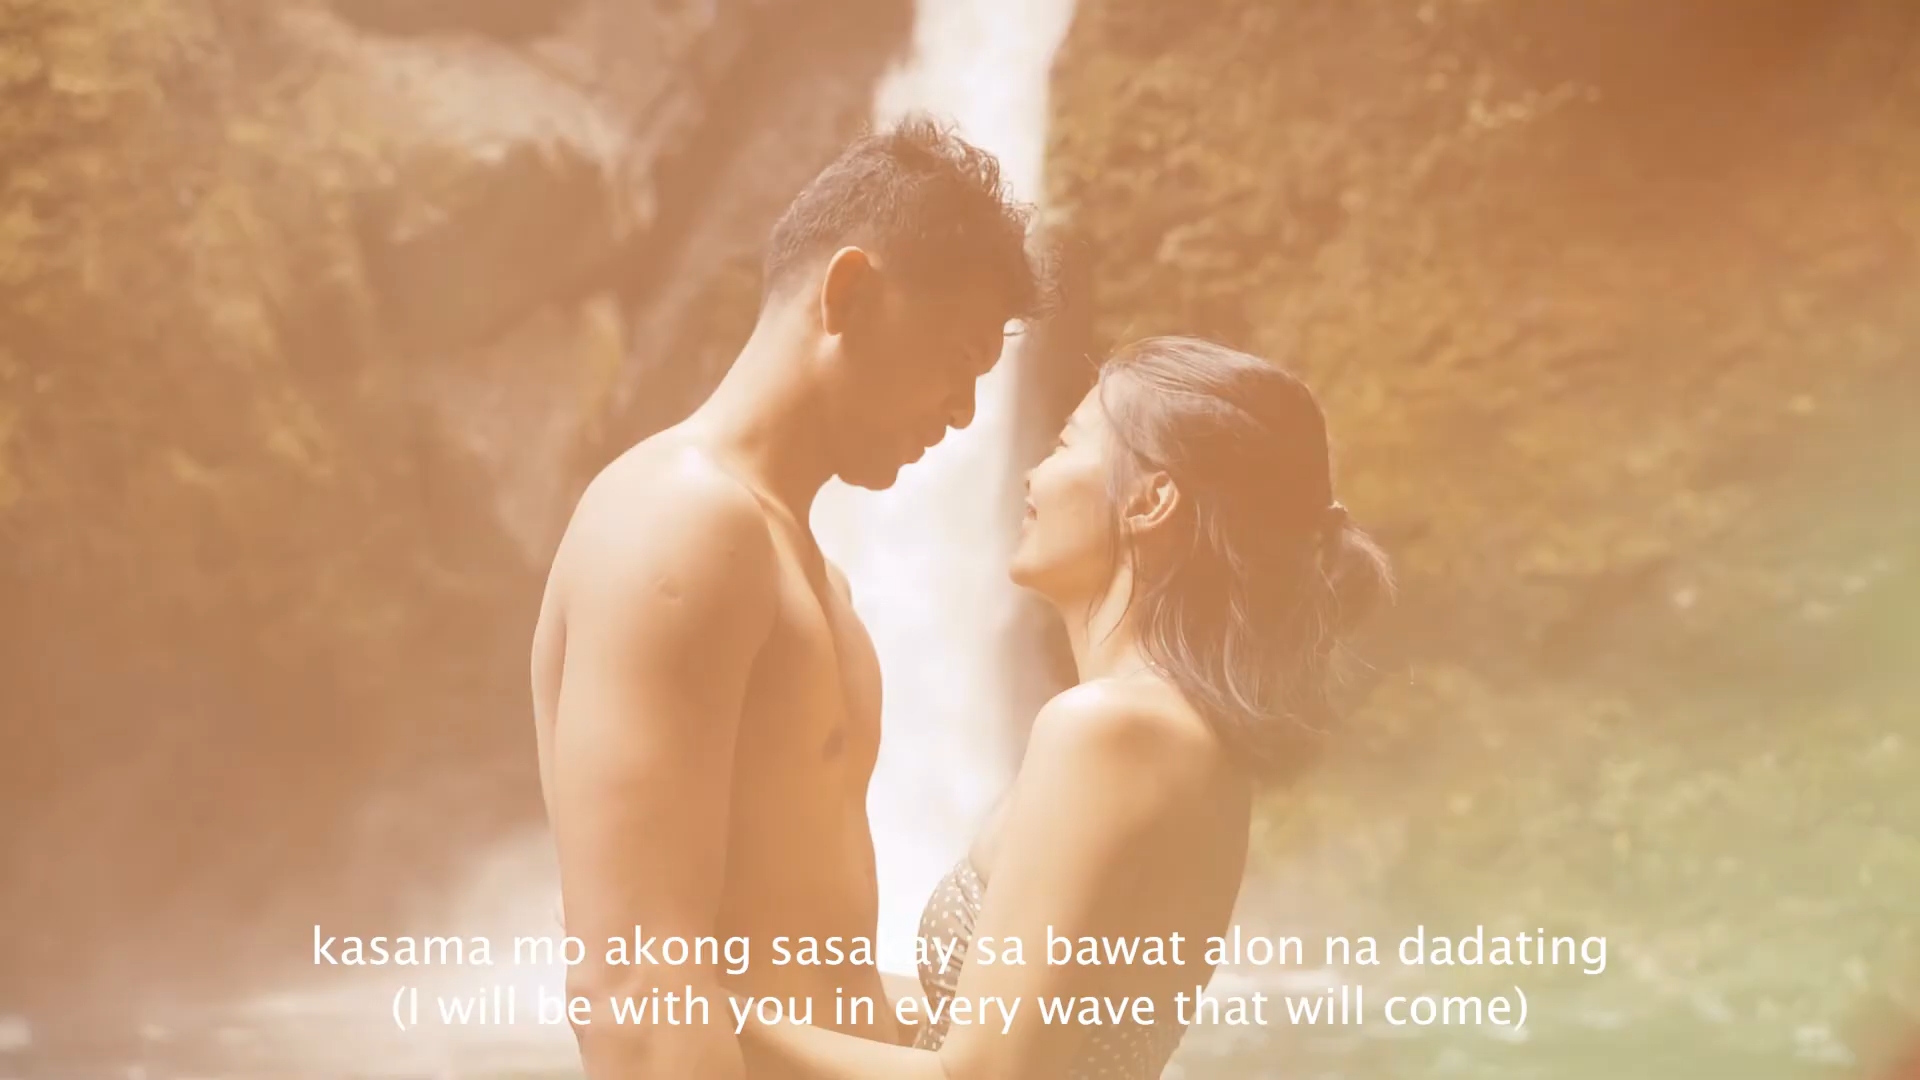 kasama mo akong sasakay sa bawat alon na dadating
(I will be with you in every wave that will come)